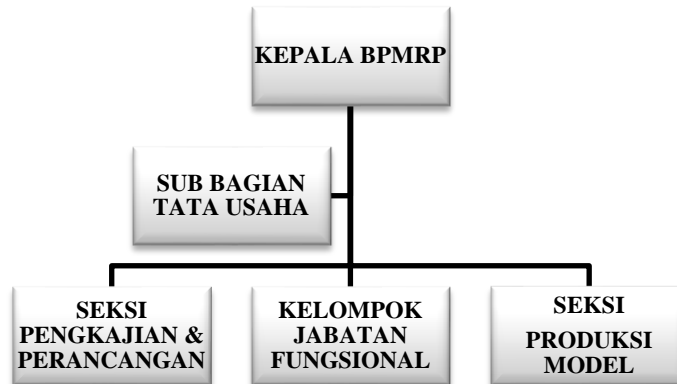 KEPALA BPMRP
SUB BAGIAN
TATA USAHA
SEKSI
PENGKAJIAN &
PERANCANGAN
KELOMPOK
JABATAN
FUNGSIONAL
SEKSI
PRODUKSI
MODEL